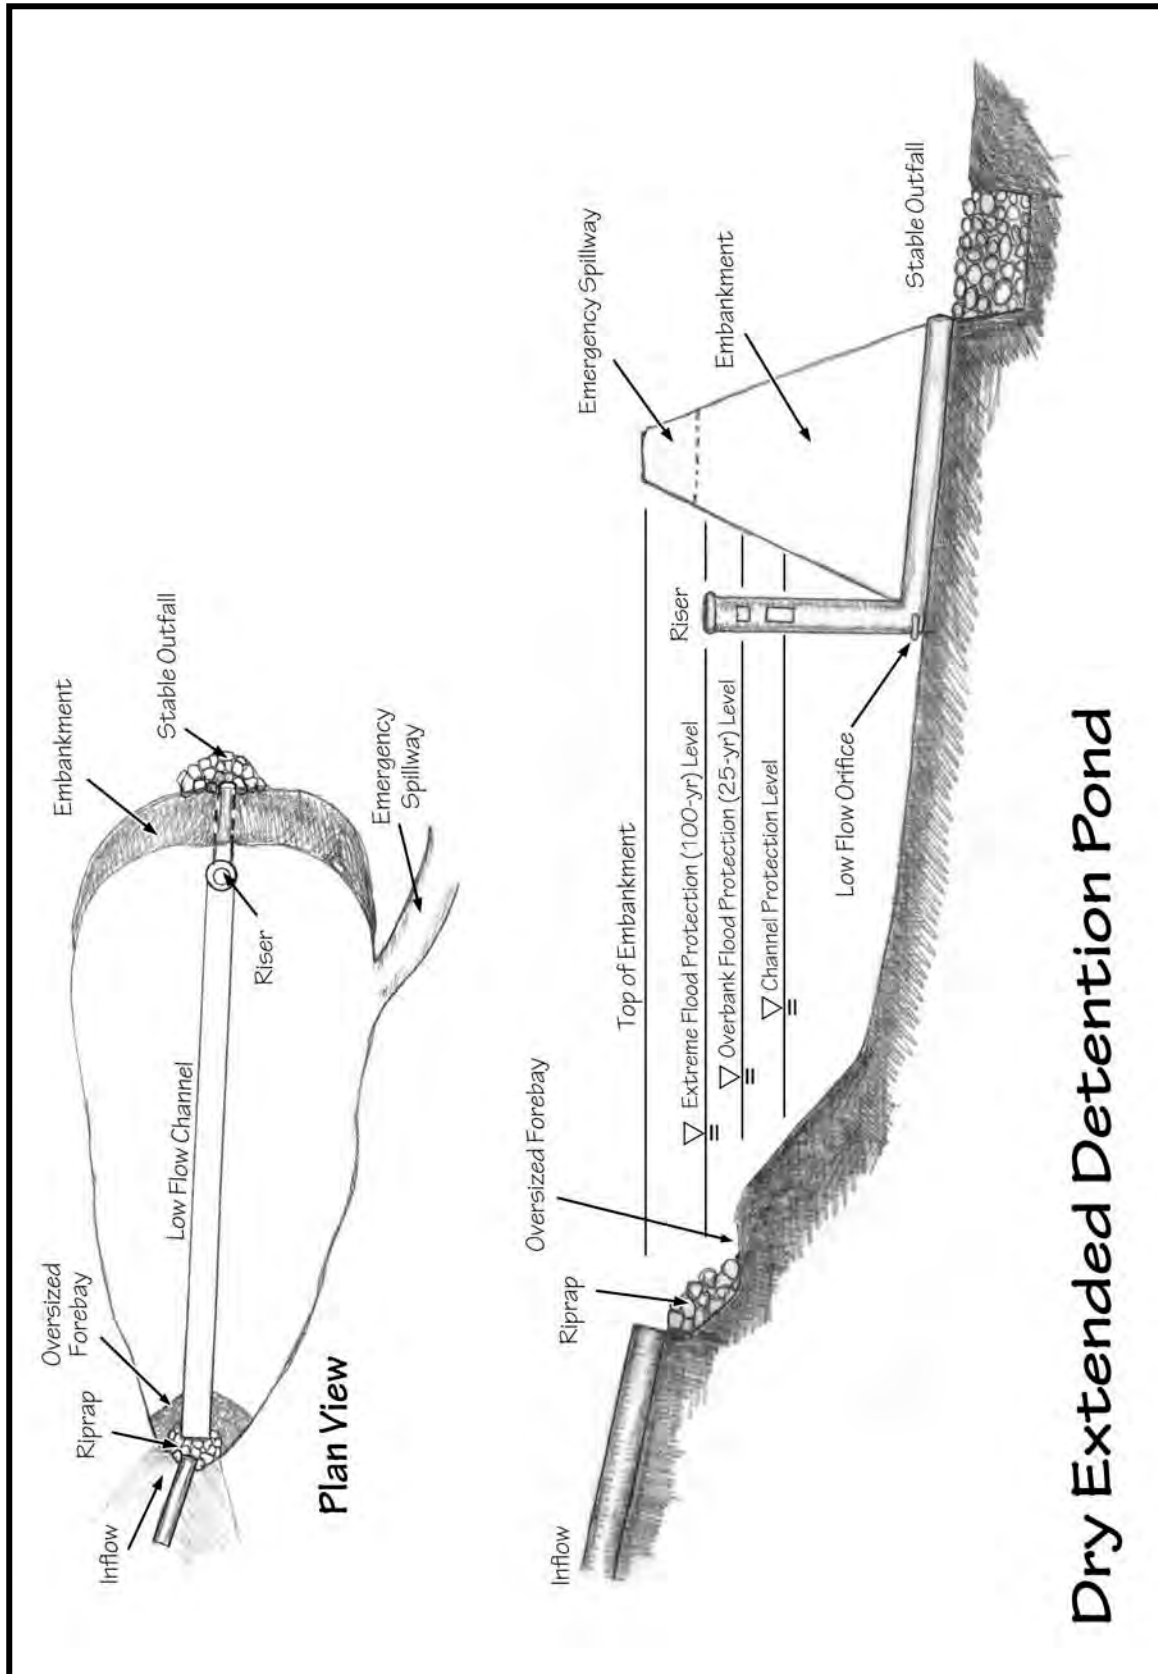 Inflow
Riprap
Oversized
Forebay
Low Flow Channel
Riser
Embankment
Stable Outfall
Emergency
Spillway
Plan View
Inflow
Riprap
Oversized Forebay
Top of Embankment
Extreme Flood Protection (100-yr) Level
Overbank Flood Protection (25-yr) Level
Channel Protection Level
Low Flow Orifice
Riser
Emergency Spillway
Embankment
Stable Outfall
Dry Extended Detention Pond